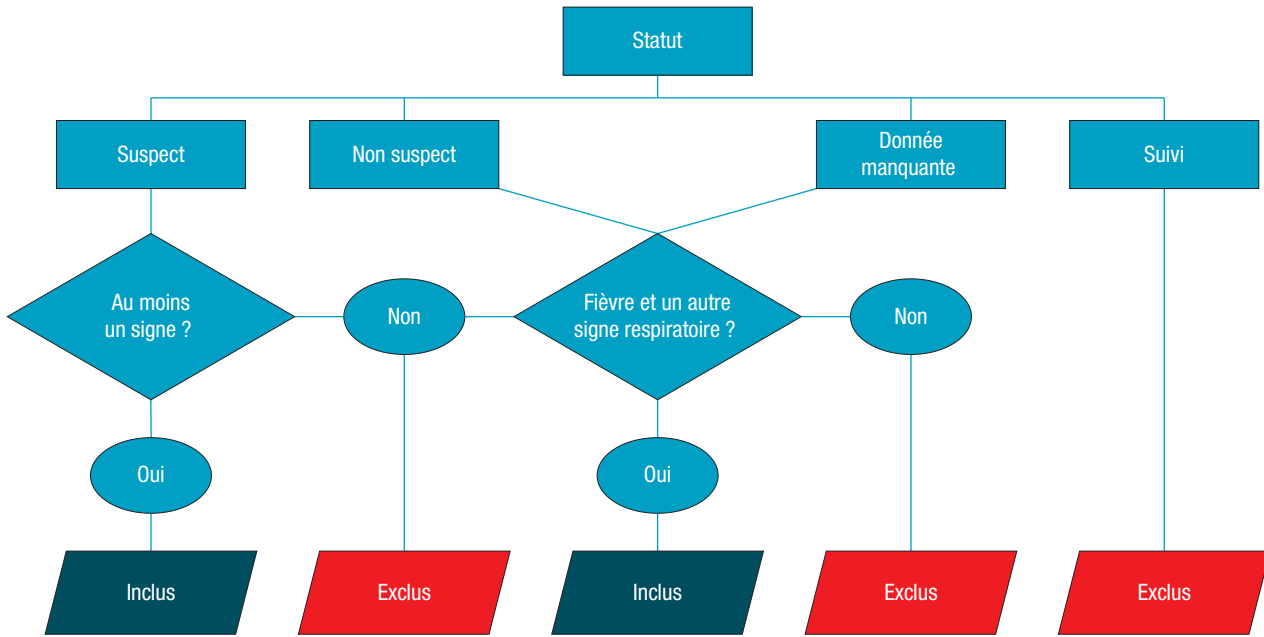 Statut
Suspect
Non suspect
Donnée
manquante
Suivi
Au moins
un signe ?
Non
Fièvre et un autre
signe respiratoire ?
Non
Oui
Oui
Inclus
Exclus
Inclus
Exclus
Exclus